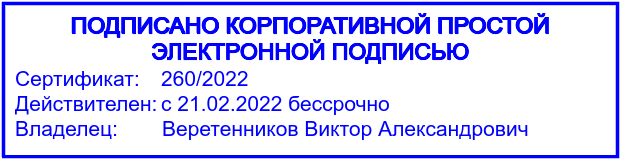 ПОДПИСАНО КОРПОРАТИВНОЙ ПРОСТОЙ
ЭЛЕКТРОННОЙ ПОДПИСЬЮ
Сертификат: 260/2022
Действителен: с 21.02.2022 бессрочно
Владелец: Веретенников Виктор Александрович